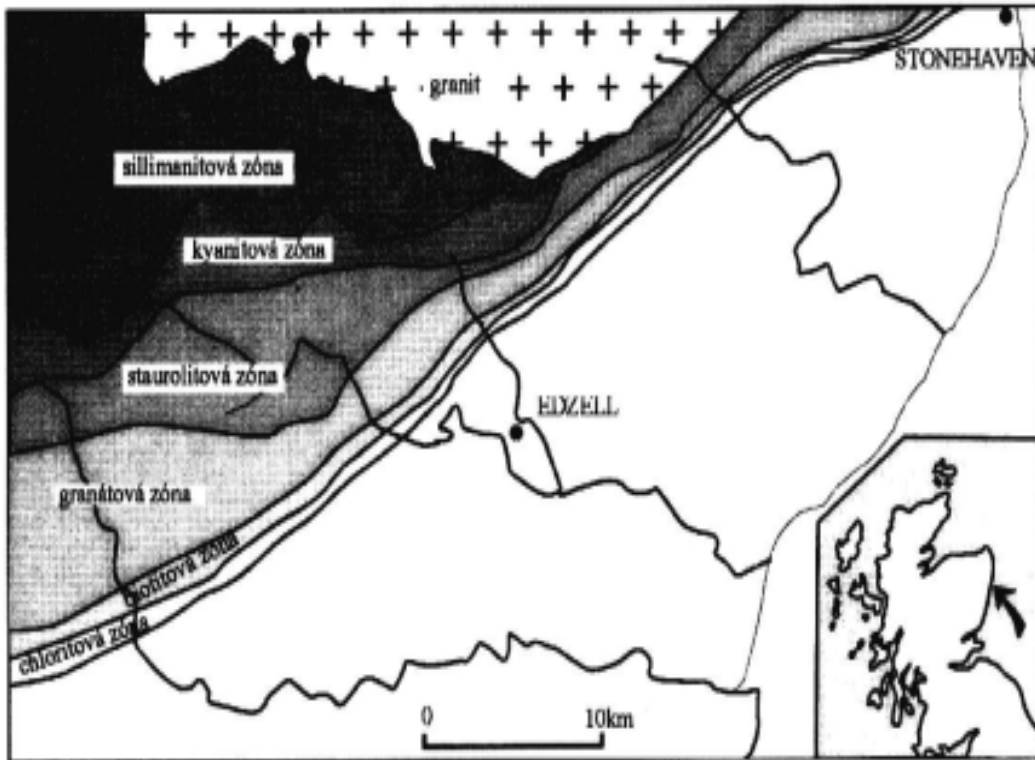 granit
STONEHAVEN
sillimanitová zóna
kyanitová zóna
staurolitová zóna
EDZELL
granátová zóna
biotitová zóna
chloritová zóna
0 10km